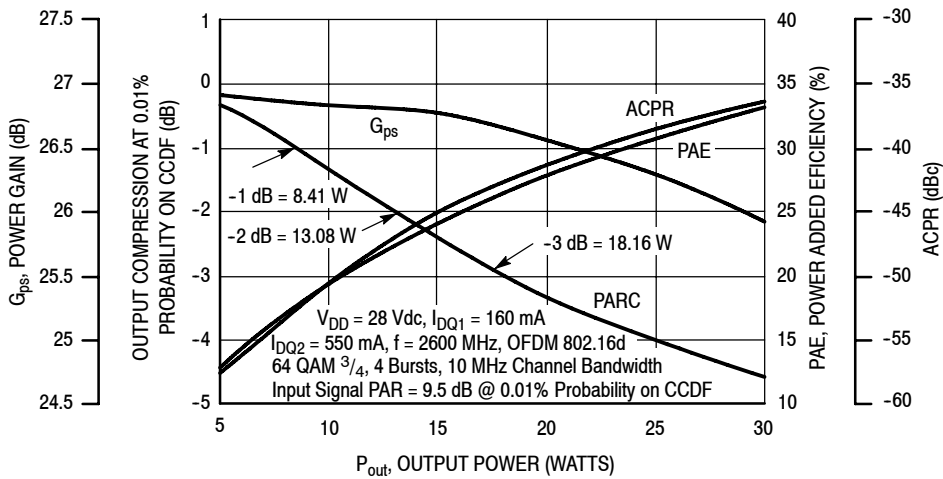 27.5
27
26.5
26
25.5
25
24.5
Gps, POWER GAIN (dB)
1
0
-1
-2
-3
-4
-5
OUTPUT COMPRESSION AT 0.01%
PROBABILITY ON CCDF (dB)
Gps
ACPR
PAE
-1 dB = 8.41 W
-2 dB = 13.08 W
-3 dB = 18.16 W
PARC
VDD = 28 Vdc, IDQ1 = 160 mA
IDQ2 = 550 mA, f = 2600 MHz, OFDM 802.16d
64 QAM 3/4, 4 Bursts, 10 MHz Channel Bandwidth
Input Signal PAR = 9.5 dB @ 0.01% Probability on CCDF
5
10
15
20
25
30
Pout, OUTPUT POWER (WATTS)
40
35
30
25
20
15
10
PAE, POWER ADDED EFICIENCY (%)
-30
-35
-40
-45
-50
-55
-60
ACPR (dBc)